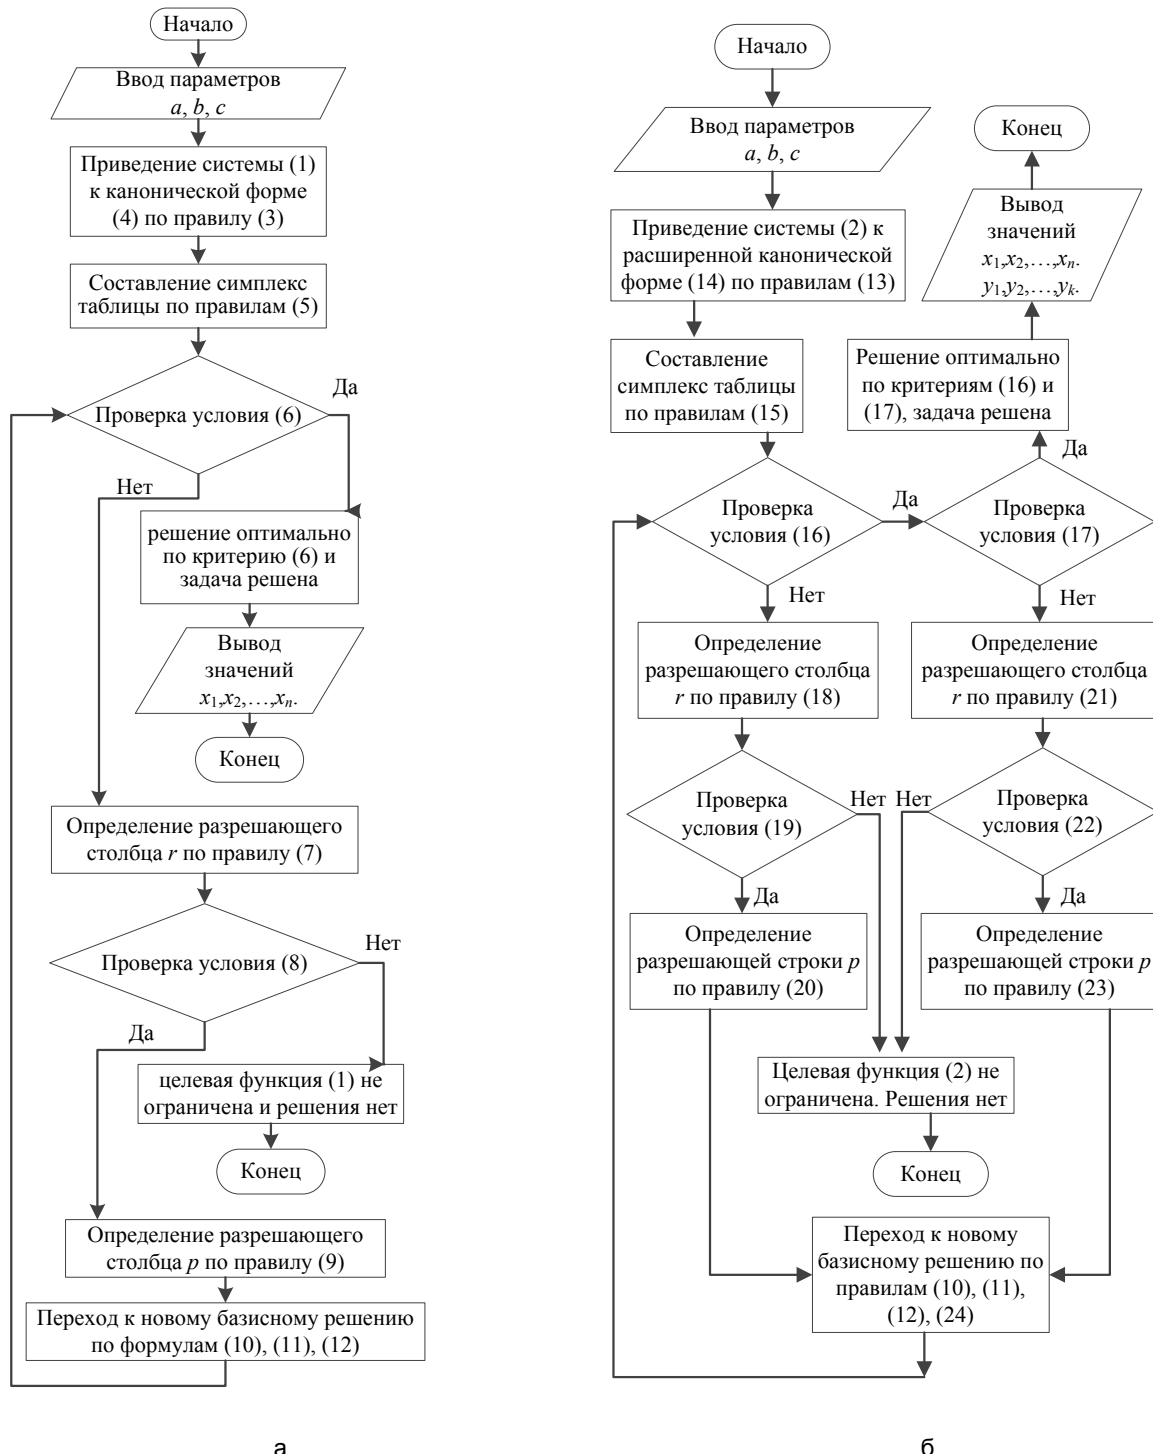 Начало
Ввод параметров
a, b, c
Приведение системы (1)
к канонической форме
(4) по правилу (3)
Составление симплекс
таблицы по правилам (5)
Проверка условия (6)
Да
Нет
решение оптимально
по критерию (6) и
задача решена
Вывод
значений
x1,x2,…,xn.
Конец
Определение разрешающего
столбца r по правилу (7)
Проверка условия (8)
Нет
Да
целевая функция (1) не
ограничена и решения нет
Конец
Определение разрешающего
столбца p по правилу (9)
Переход к новому базисному решению
по формулам (10), (11), (12)
а
Начало
Ввод параметров
a, b, c
Приведение системы (2) к
расширенной канонической
форме (14) по правилам (13)
Составление
симплекс таблицы
по правилам (15)
Проверка
условия (16)
Да
Нет
Проверка
условия (17)
Да
Нет
Решение оптимально
по критериям (16) и
(17), задача решена
Вывод
значений
x1,x2,…,xn.
y1,y2,…,yk.
Конец
Определение
разрешающего столбца
r по правилу (18)
Определение
разрешающего столбца
r по правилу (21)
Проверка
условия (19)
Нет
Да
Проверка
условия (22)
Нет
Да
Определение
разрешающей строки p
по правилу (20)
Определение
разрешающей строки p
по правилу (23)
Целевая функция (2) не
ограничена. Решения нет
Конец
Переход к новому
базисному решению по
правилам (10), (11),
(12), (24)
б